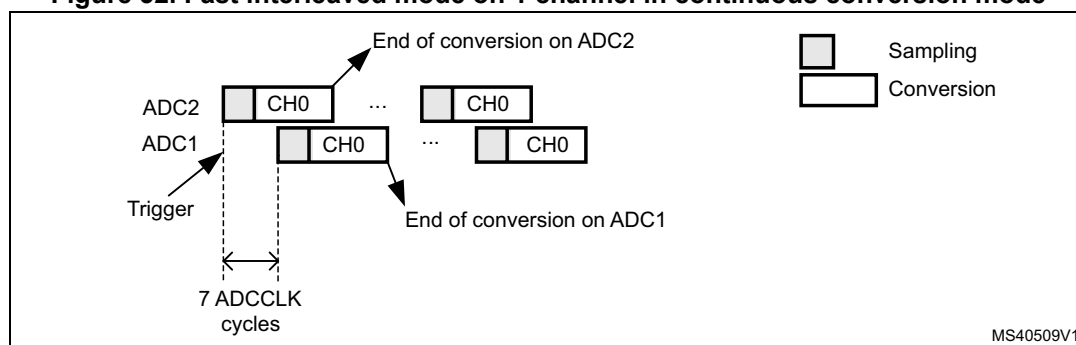 Figure 32. Fast interleaved mode on 1 channel in continuous conversion mode
End of conversion on ADC2
Sampling
Conversion
ADC2
CH0
...
CH0
ADC1
CH0
...
CH0
Trigger
End of conversion on ADC1
7 ADCCLK
cycles
MS40509V1